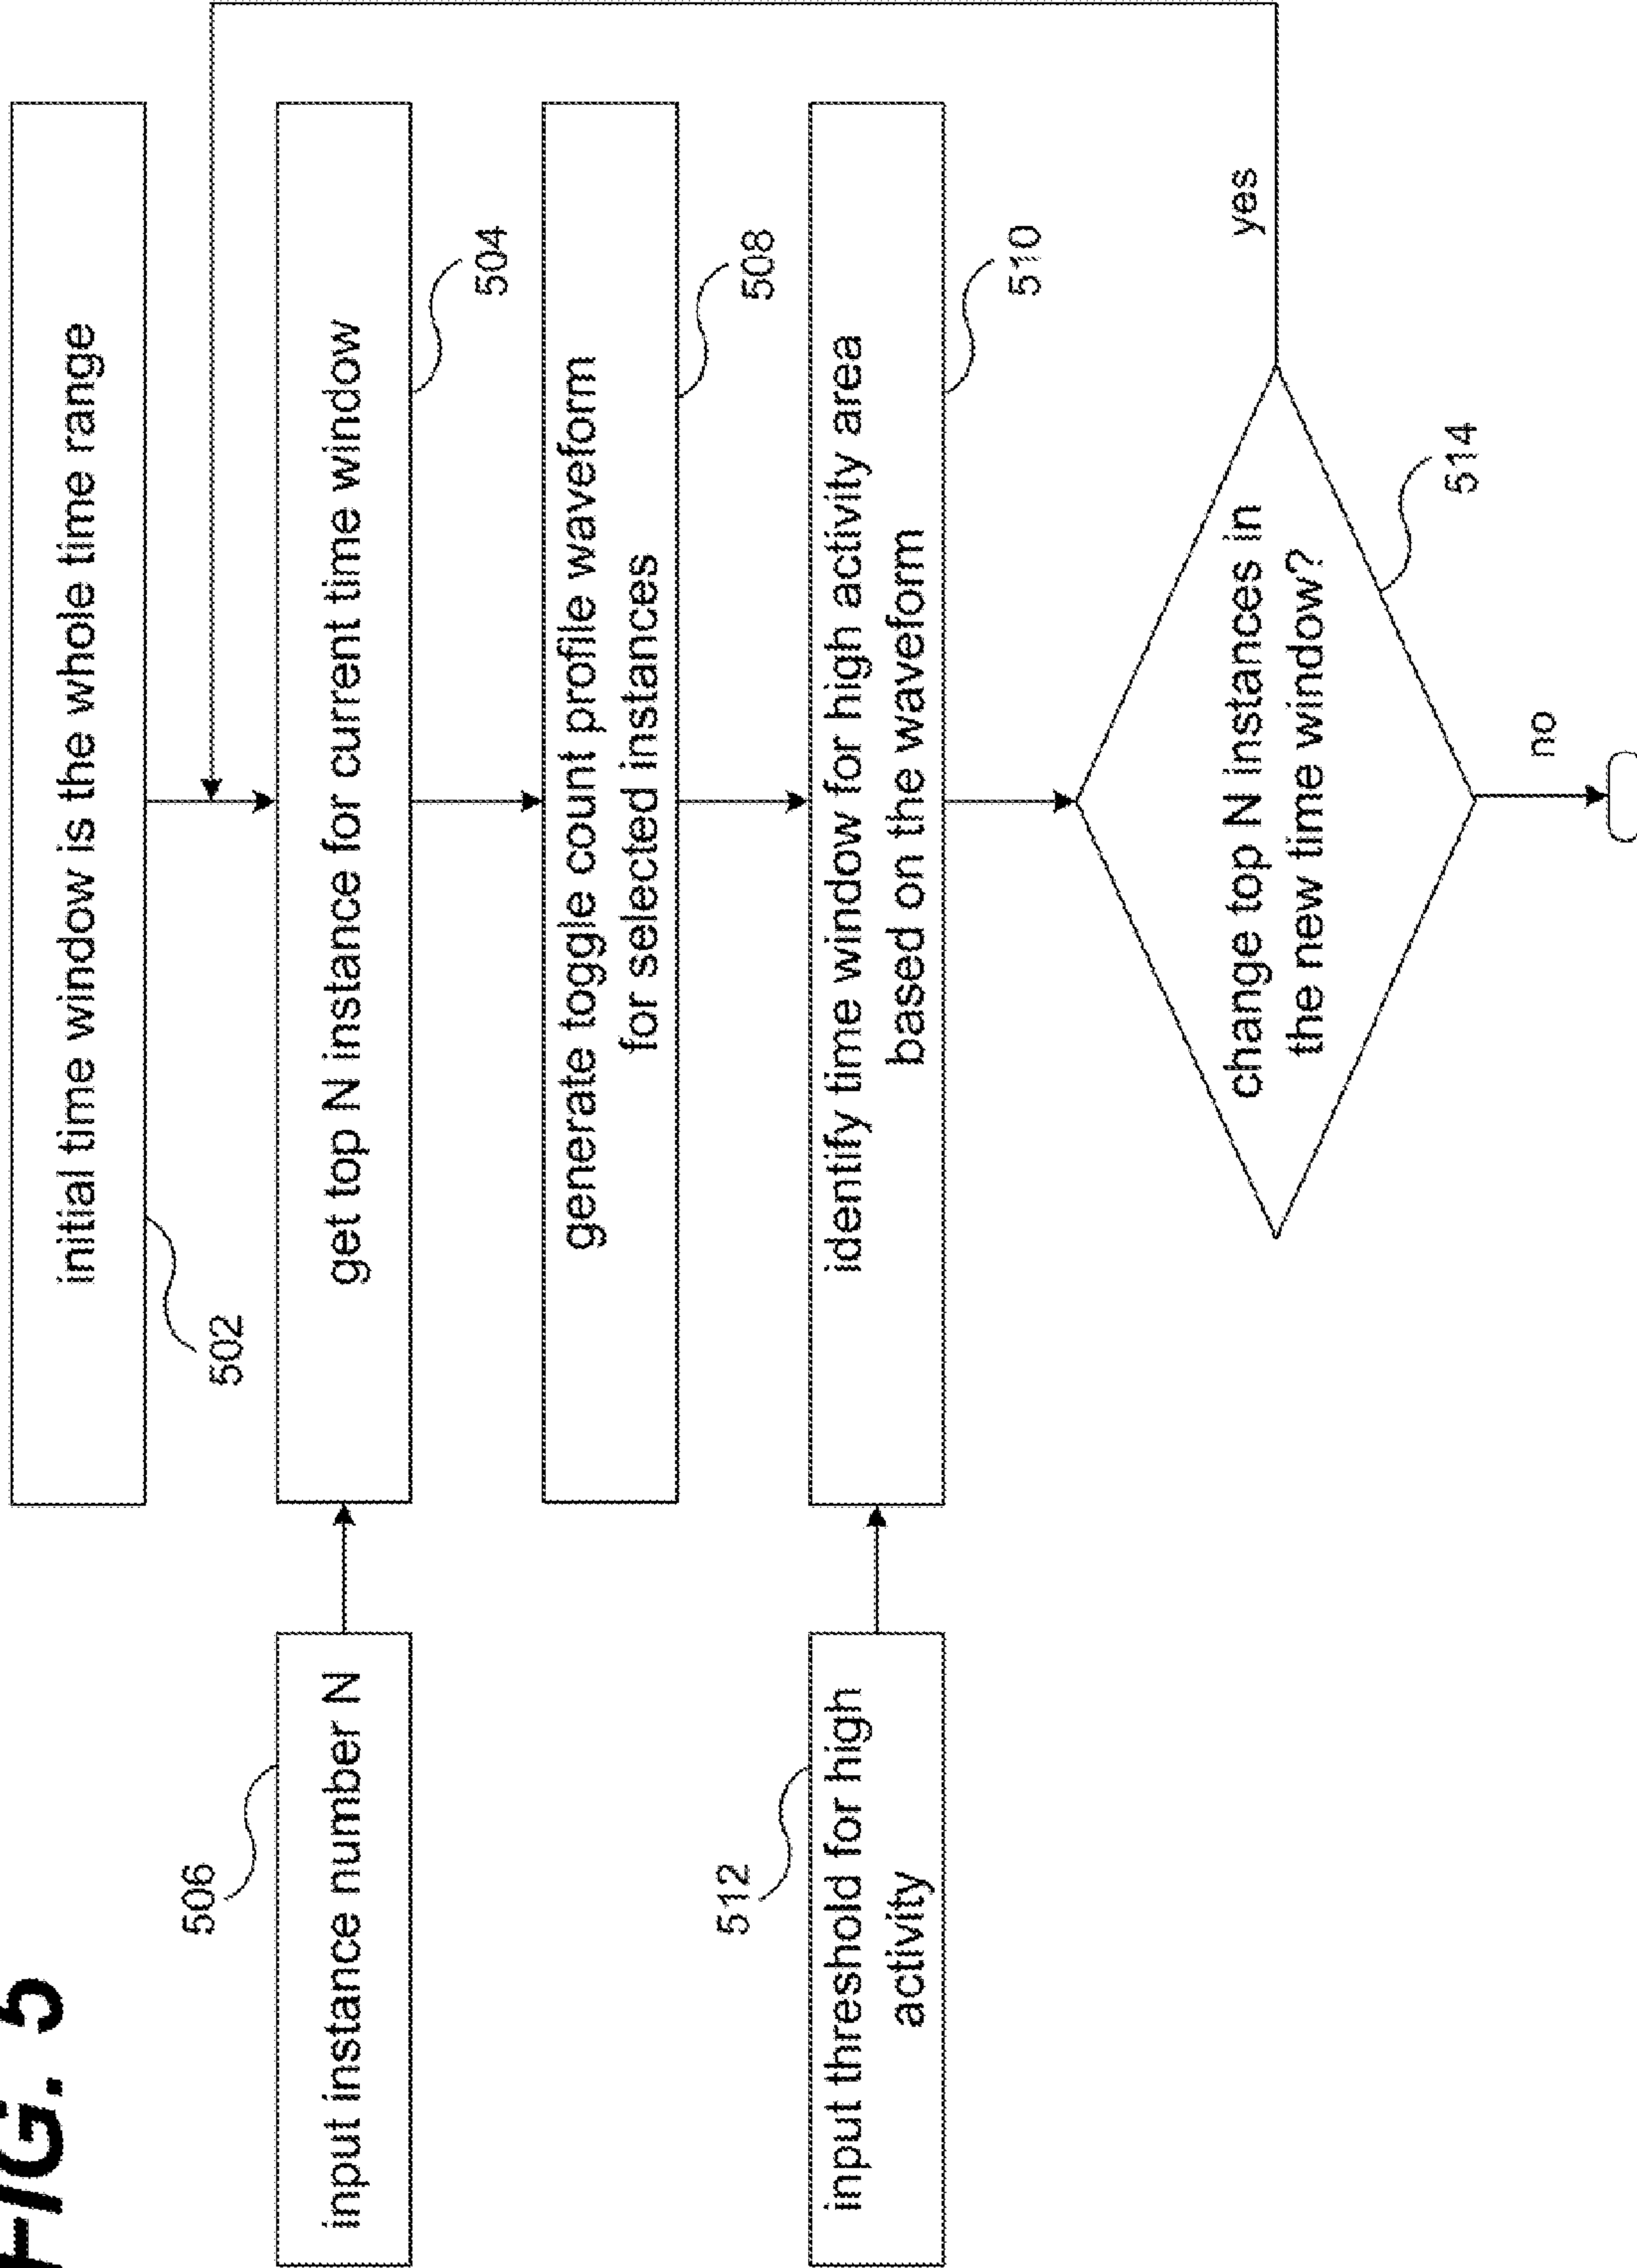 FIG. 5
initial time window is the whole time range
502
506
input instance number N
get top N instance for current time window
504
generate toggle count profile waveform
for selected instances
508
512
input threshold for high
activity
identify time window for high activity area
based on the waveform
510
change top N instances in
the new time window?
514
yes
no